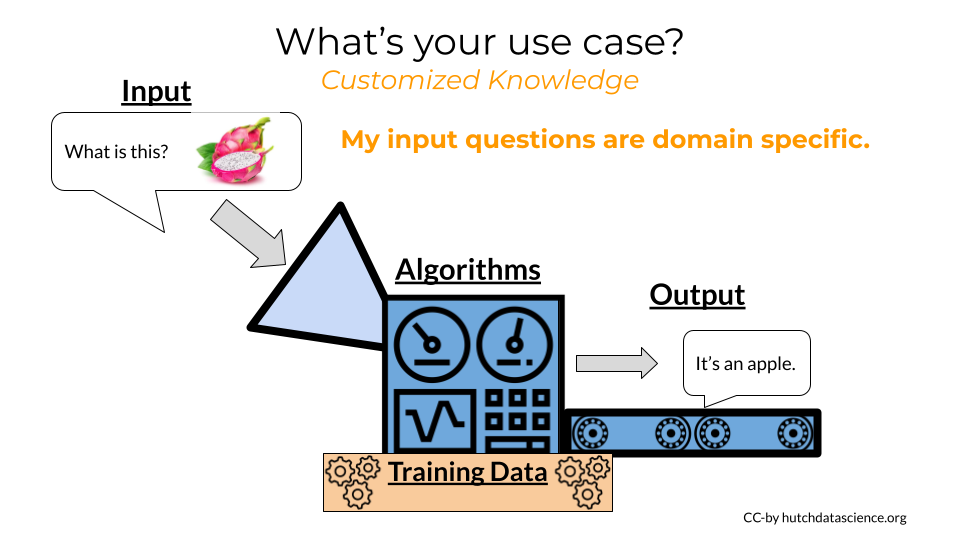 What's your use case?
Customized Knowledge
Input
My input questions are domain specific.
What is this?
Algorithms
Output
It's an apple.
Training Data
CC-by hutchdatascience.org